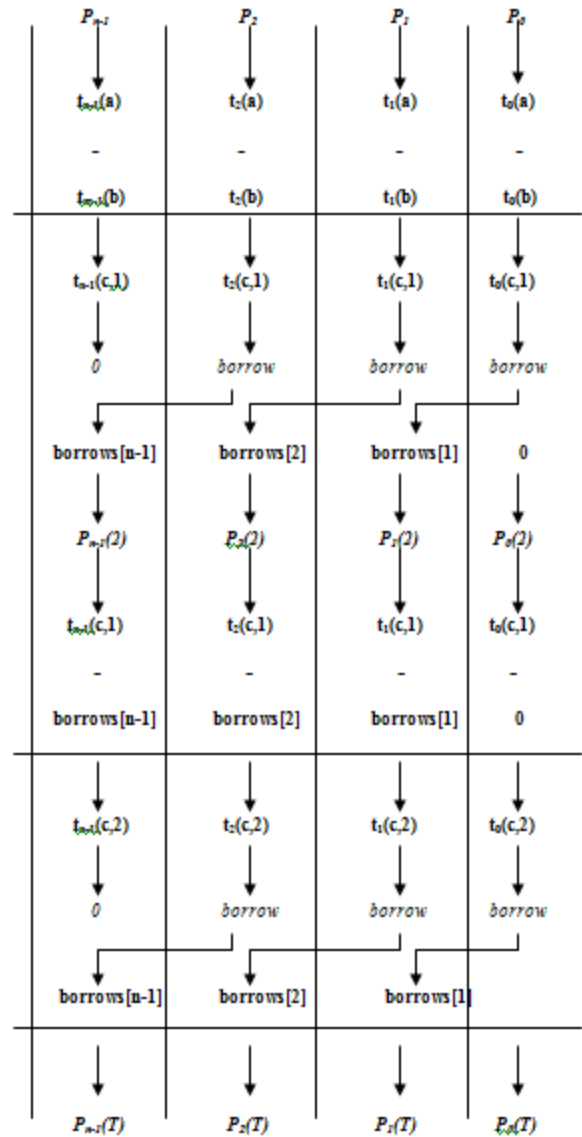 Pₙ₋₁ P₂ P₁ P₀
tₙ₋₁(a) t₂(a) t₁(a) t₀(a)
- - - -
tₙ₋₁(b) t₂(b) t₁(b) t₀(b)
tₙ₋₁(c,1) t₂(c,1) t₁(c,1) t₀(c,1)
0 borrow borrow borrow
borrows[n-1] borrows[2] borrows[1] 0
Pₙ₋₁(2) P₂(2) P₁(2) P₀(2)
tₙ₋₁(c,1) t₂(c,1) t₁(c,1) t₀(c,1)
- - - -
borrows[n-1] borrows[2] borrows[1] 0
tₙ₋₁(c,2) t₂(c,2) t₁(c,2) t₀(c,2)
0 borrow borrow borrow
borrows[n-1] borrows[2] borrows[1]
Pₙ₋₁(T) P₂(T) P₁(T) P₀(T)